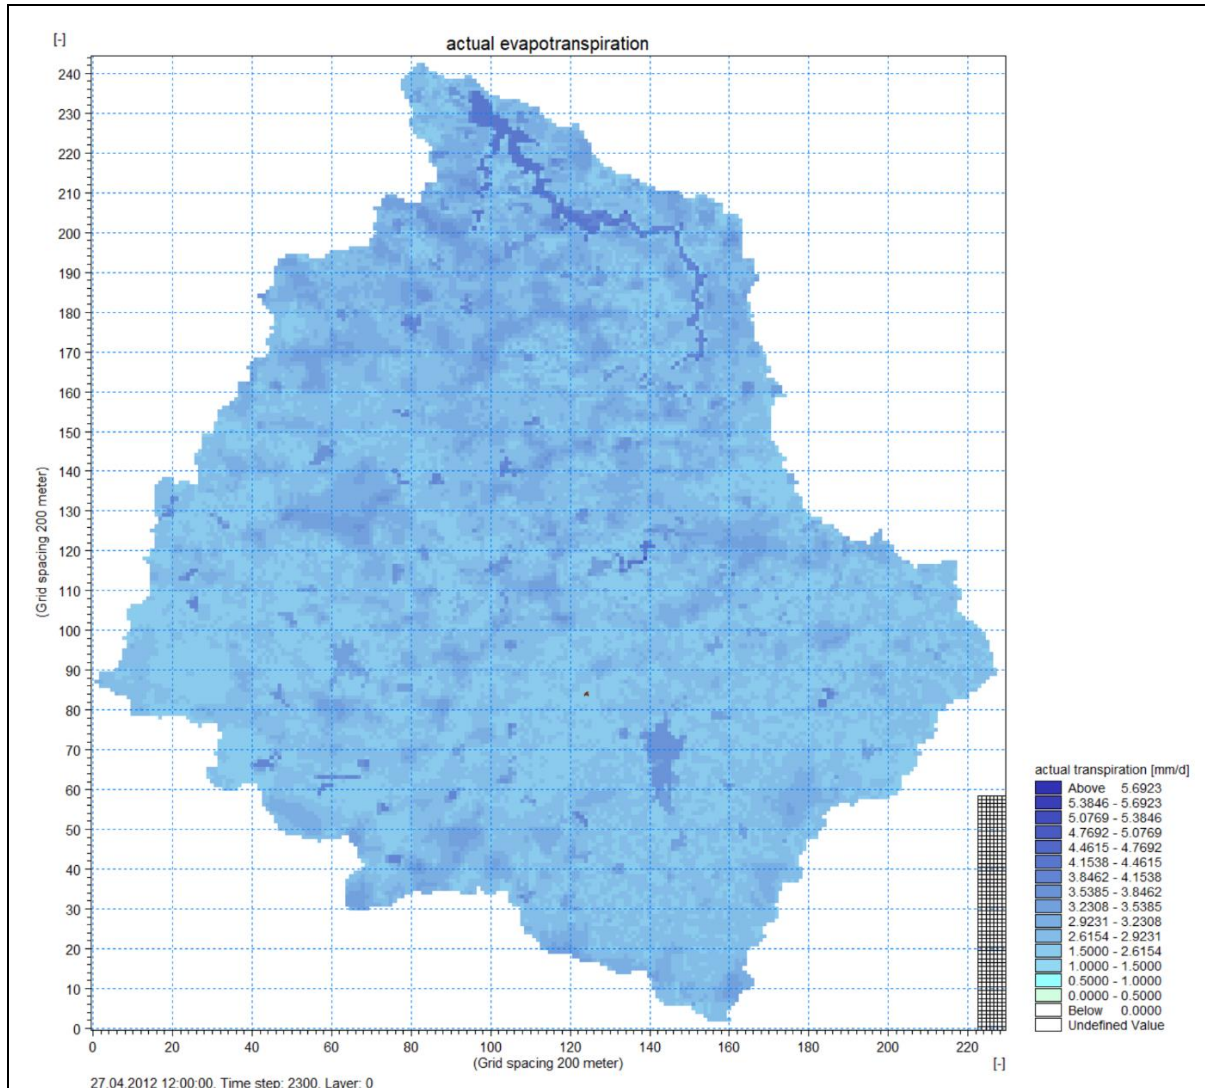 [-]
actual evapotranspiration
240
230
220
210
200
190
180
170
160
150
140
130
120
110
100
90
80
70
60
50
40
30
20
10
0
(Grid spacing 200 meter)
0 20 40 60 80 100 120 140 160 180 200 220
(Grid spacing 200 meter) [-]
27.04.2012 12:00:00, Time step: 2300, Layer: 0
actual transpiration [mm/d]
Above 5.6923
5.3846 - 5.6923
5.0769 - 5.3846
4.7692 - 5.0769
4.4615 - 4.7692
4.1538 - 4.4615
3.8462 - 4.1538
3.5385 - 3.8462
3.2308 - 3.5385
2.9231 - 3.2308
2.6154 - 2.9231
1.5000 - 2.6154
1.0000 - 1.5000
0.5000 - 1.0000
0.0000 - 0.5000
Below 0.0000
Undefined Value